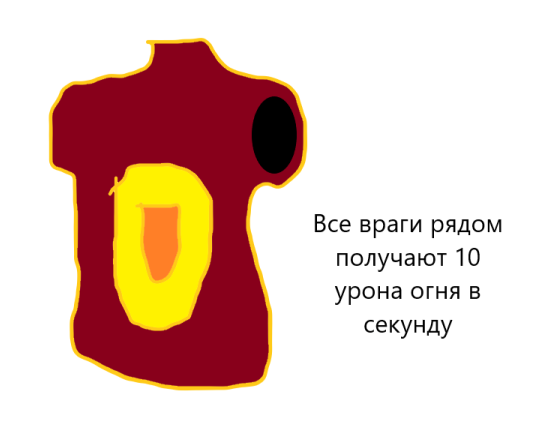 Все враги рядом
получают 10
урона огня в
секунду